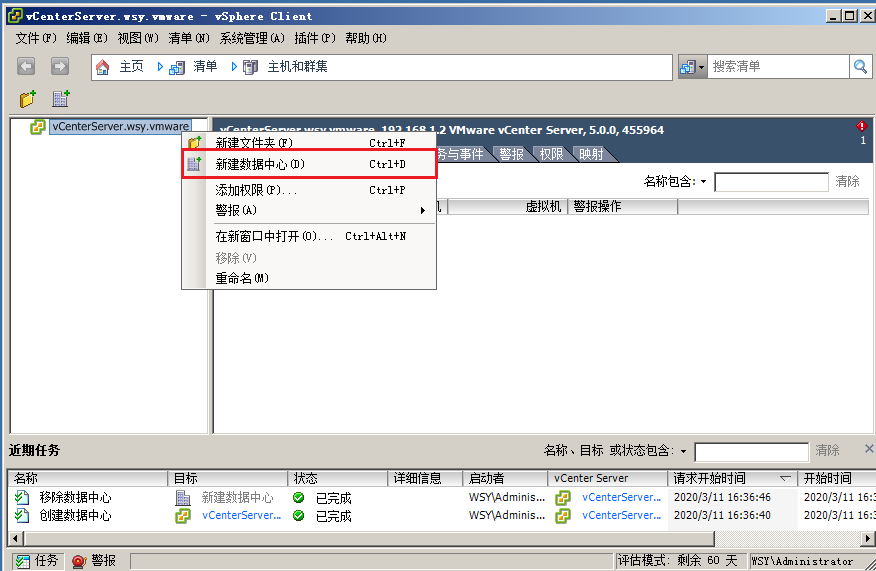 vCenterServer.wsy.vmware - vSphere Client
文件(F) 编辑(E) 视图(V) 清单(N) 系统管理(A) 插件(P) 帮助(H)
主页 清单 主机和群集 搜索清单
vCenterServer.wsy.vmware
vCenterServer.wsy.vmware, 192.168.1.2 VMware vCenter Server, 5.0.0, 455964
1
新建文件夹(F) Ctrl+F
务与事件 警报 权限 映射
新建数据中心(D) Ctrl+D
名称包含: 清除
添加权限(P)... Ctrl+P
警报(A)
机 虚拟机 警报操作
在新窗口中打开(O)... Ctrl+Alt+N
移除(V)
重命名(M)
近期任务 名称、目标 或状态包含: 清除
名称 目标 状态 详细信息 启动者 vCenter Server 请求开始时间 开始时间
移除数据中心 新建数据中心 已完成 WSY\Adminis... vCenterServer... 2020/3/11 16:36:46 2020/3/11 16:3
创建数据中心 vCenterServer... 已完成 WSY\Adminis... vCenterServer... 2020/3/11 16:36:40 2020/3/11 16:3
任务 警报 评估模式: 剩余 60 天 WSY\Administrator